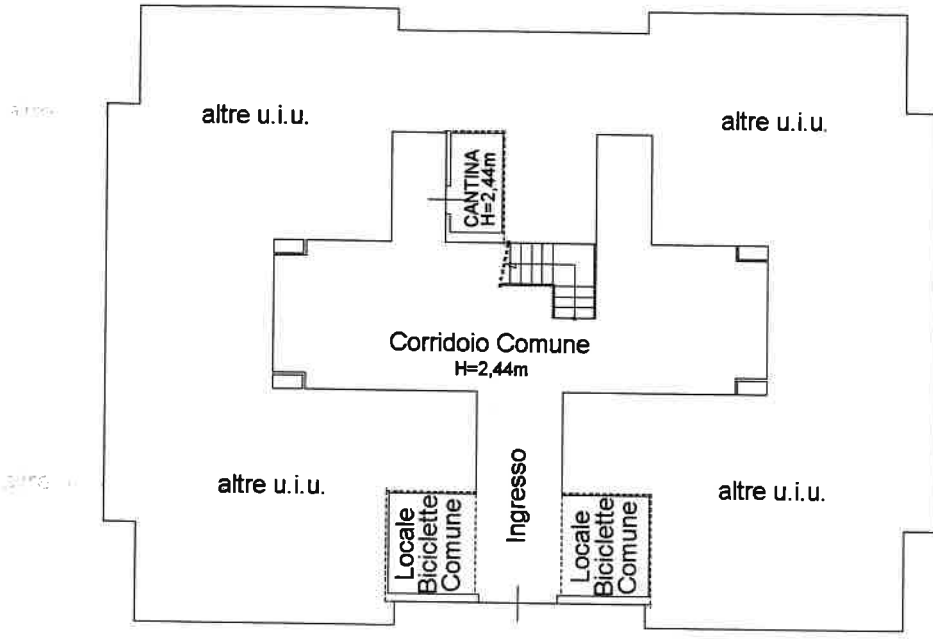 altre u.i.u.
altre u.i.u.
CANTINA
H=2,44m
Corridoio Comune
H=2,44m
altre u.i.u.
Ingresso
altre u.i.u.
Locale
Biciclette
Comune
Locale
Biciclette
Comune